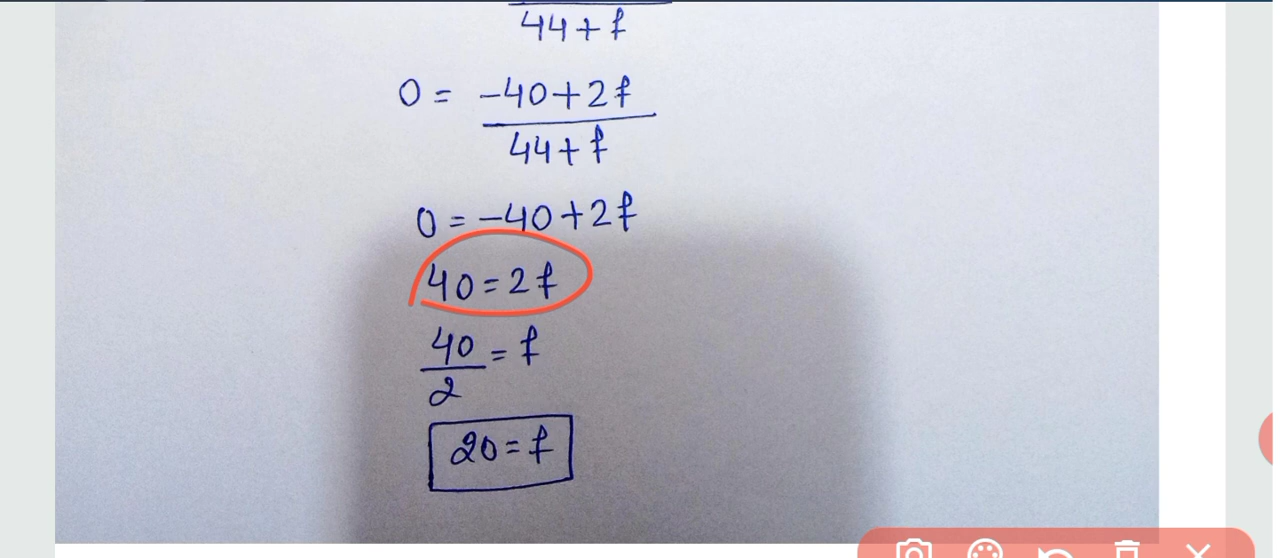 44+f
0 = -40+2f
44+f
0 = -40+2f
40=2f
40 = f
2
20=f